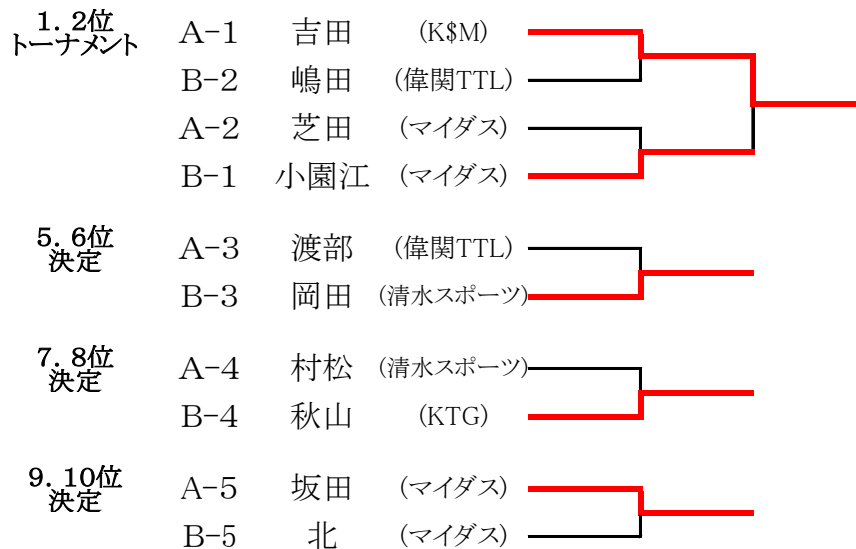 1．2位
トーナメント
A-1 吉田 (K$M)
B-2 嶋田 (偉関TTL)
A-2 芝田 (マイダス)
B-1 小園江 (マイダス)
5．6位
決定
A-3 渡部 (偉関TTL)
B-3 岡田 (清水スポーツ)
7．8位
決定
A-4 村松 (清水スポーツ)
B-4 秋山 (KTG)
9．10位
決定
A-5 坂田 (マイダス)
B-5 北 (マイダス)